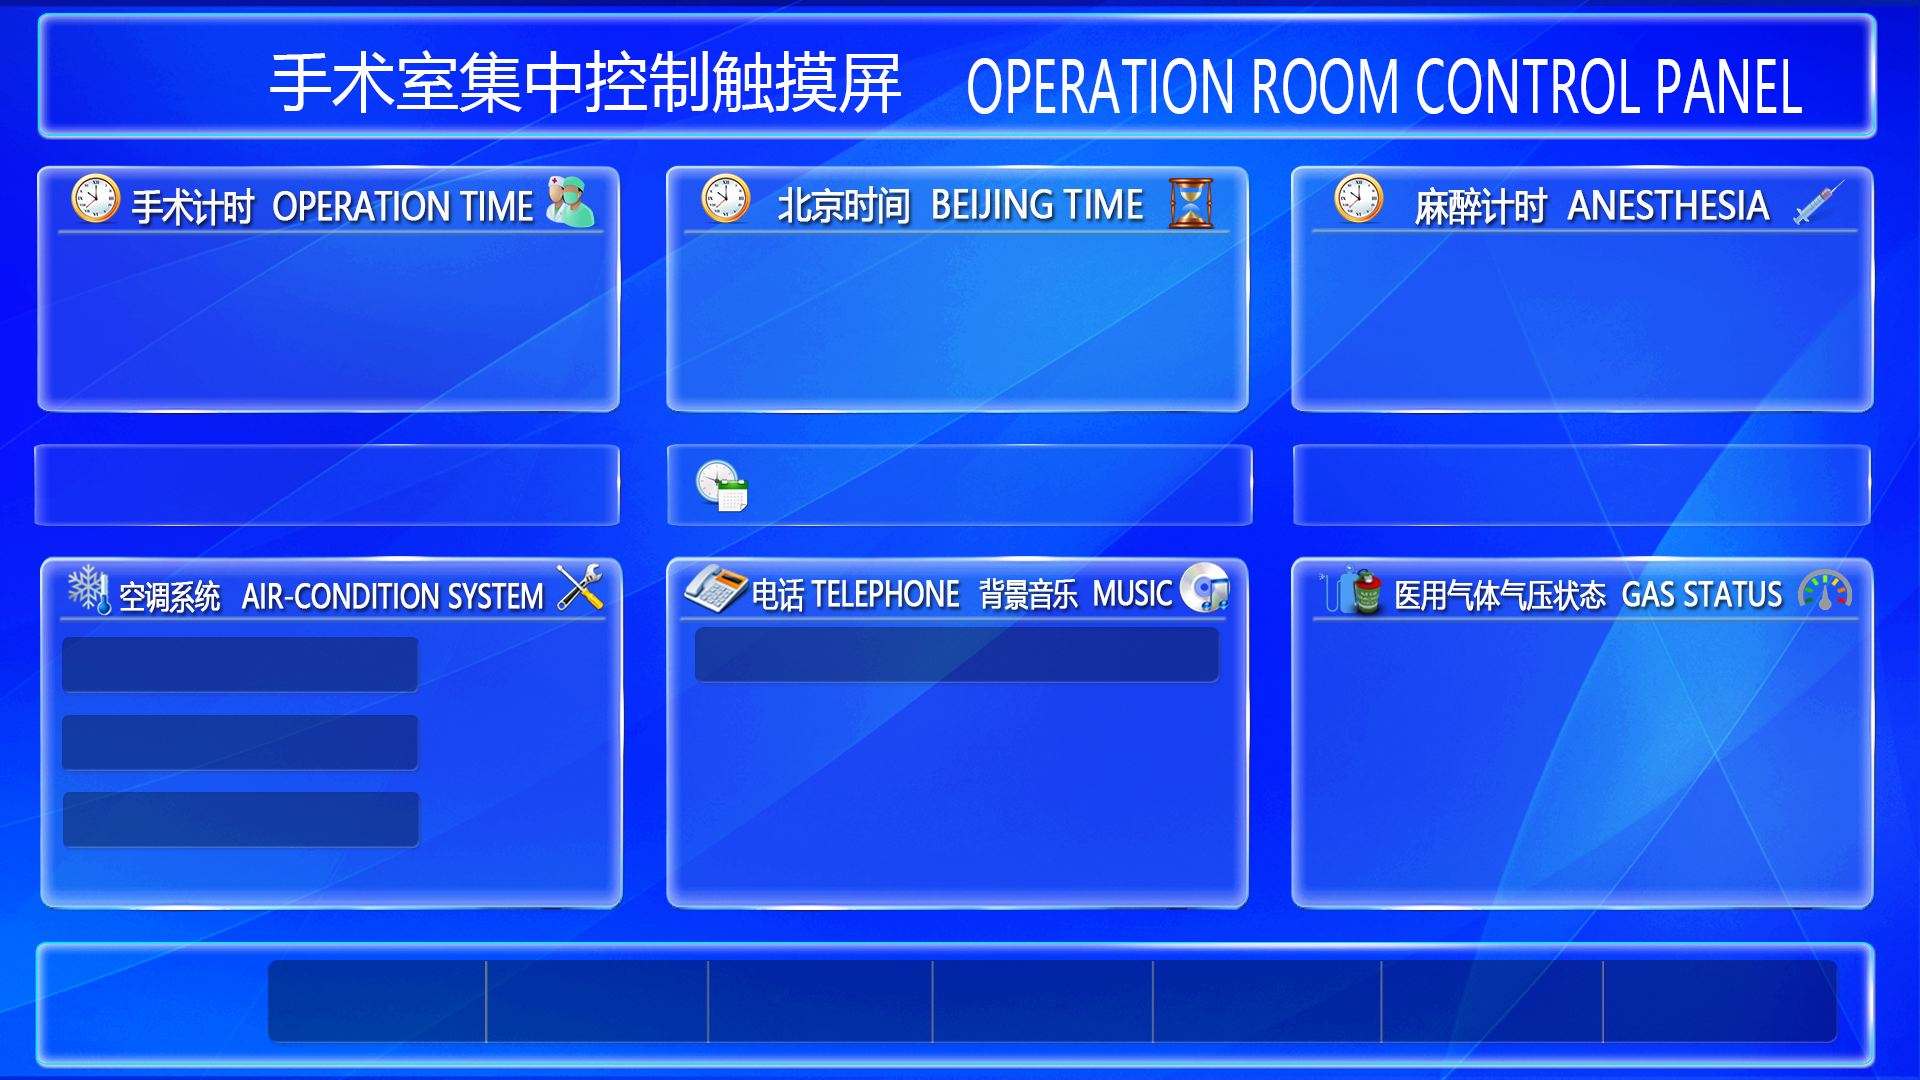 手术室集中控制触摸屏 OPERATION ROOM CONTROL PANEL
手术计时 OPERATION TIME
北京时间 BEIJING TIME
麻醉计时 ANESTHESIA
空调系统 AIR-CONDITION SYSTEM
电话 TELEPHONE 背景音乐 MUSIC
医用气体气压状态 GAS STATUS